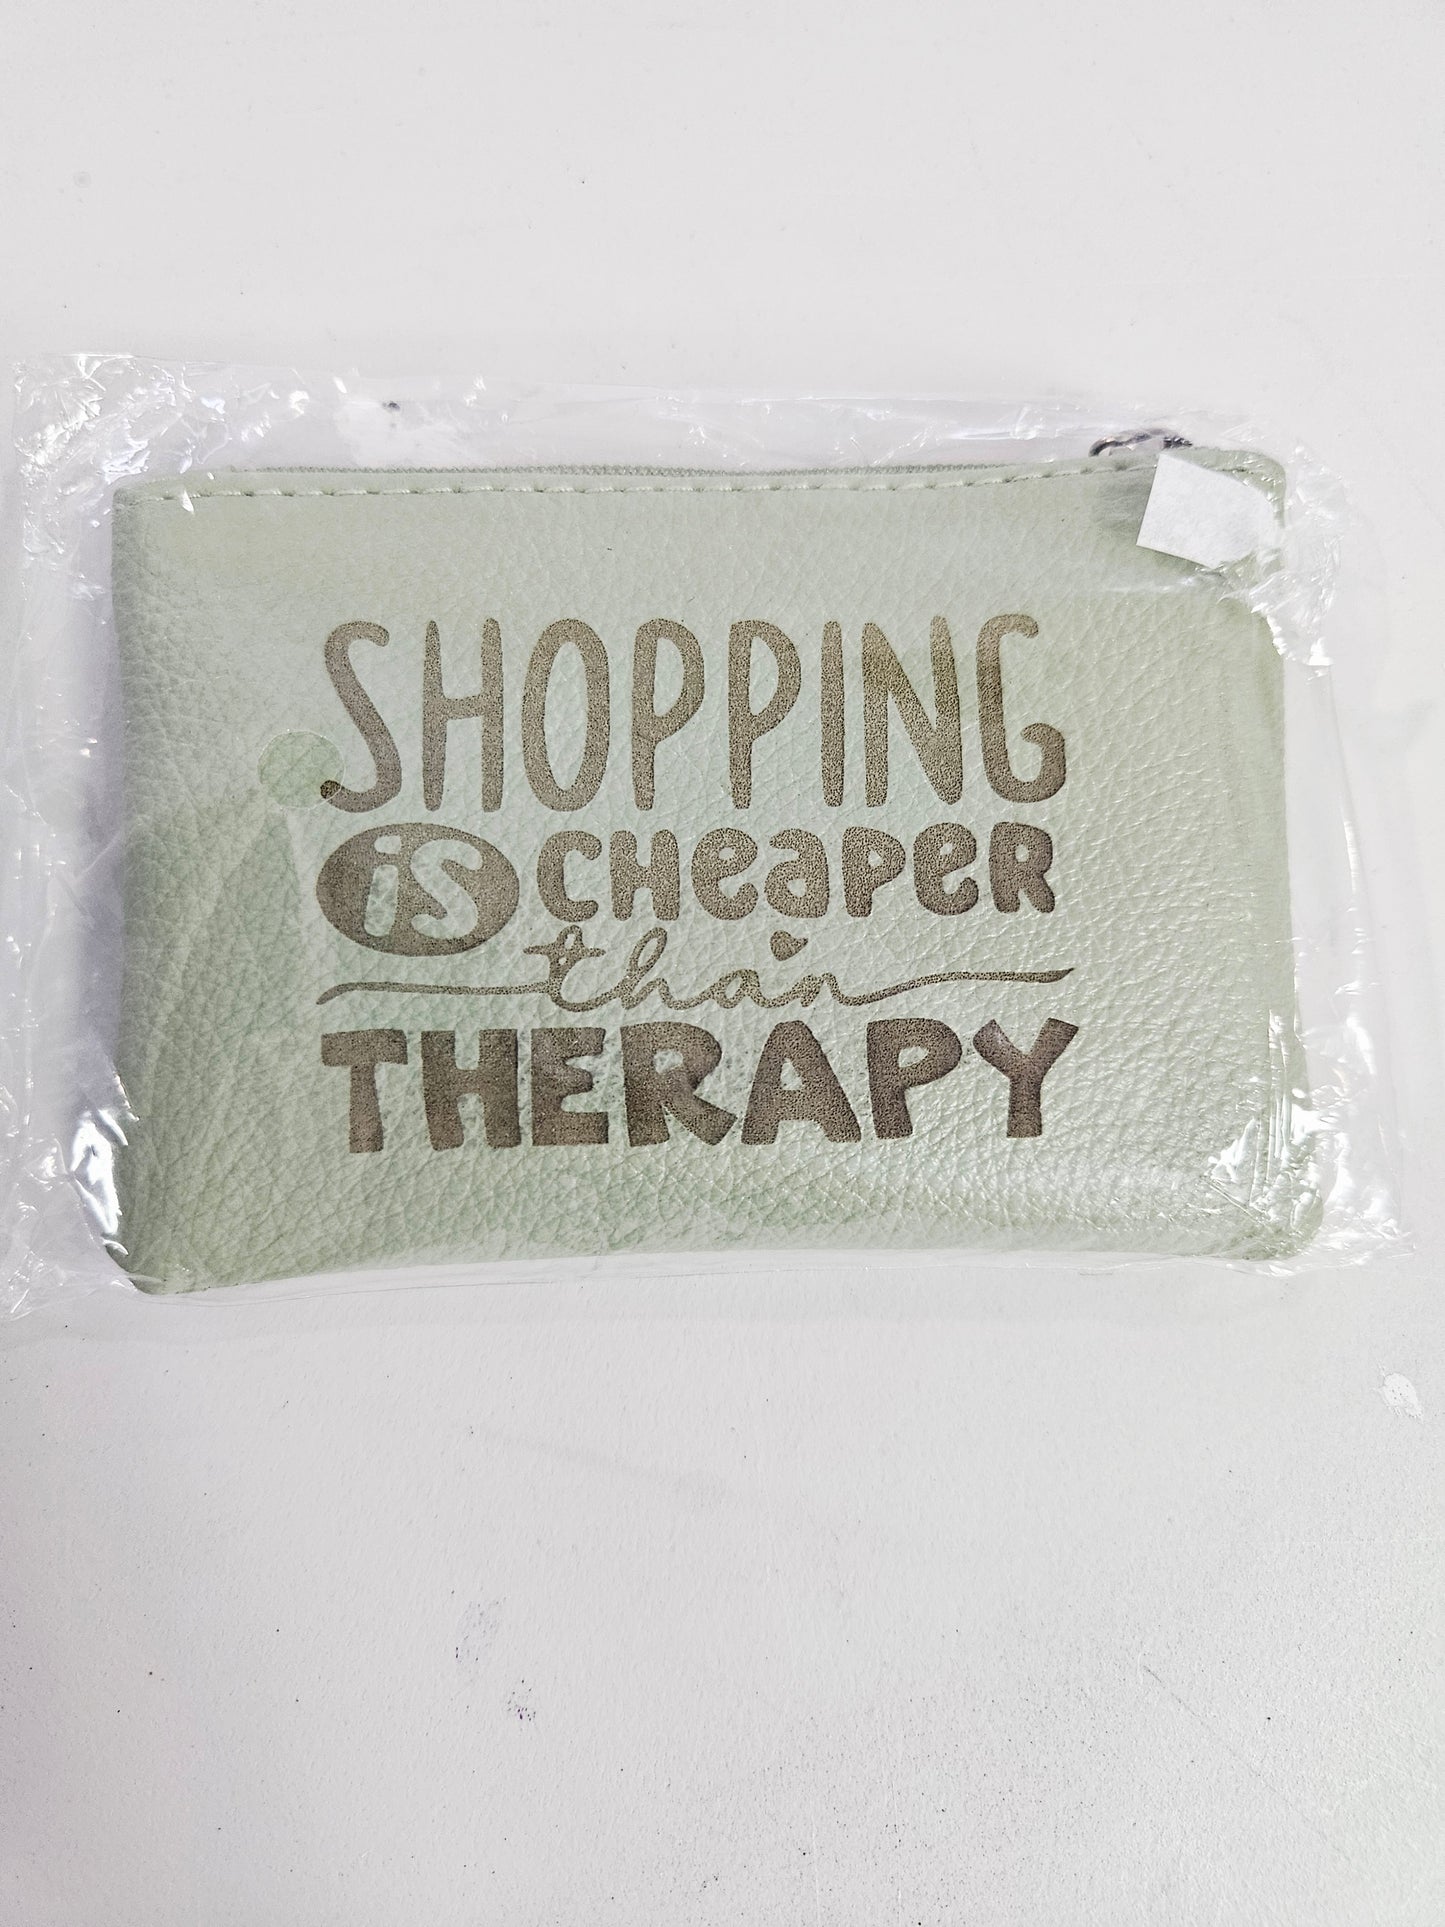 SHOPPING
is CHeaPeR
than
THERAPY